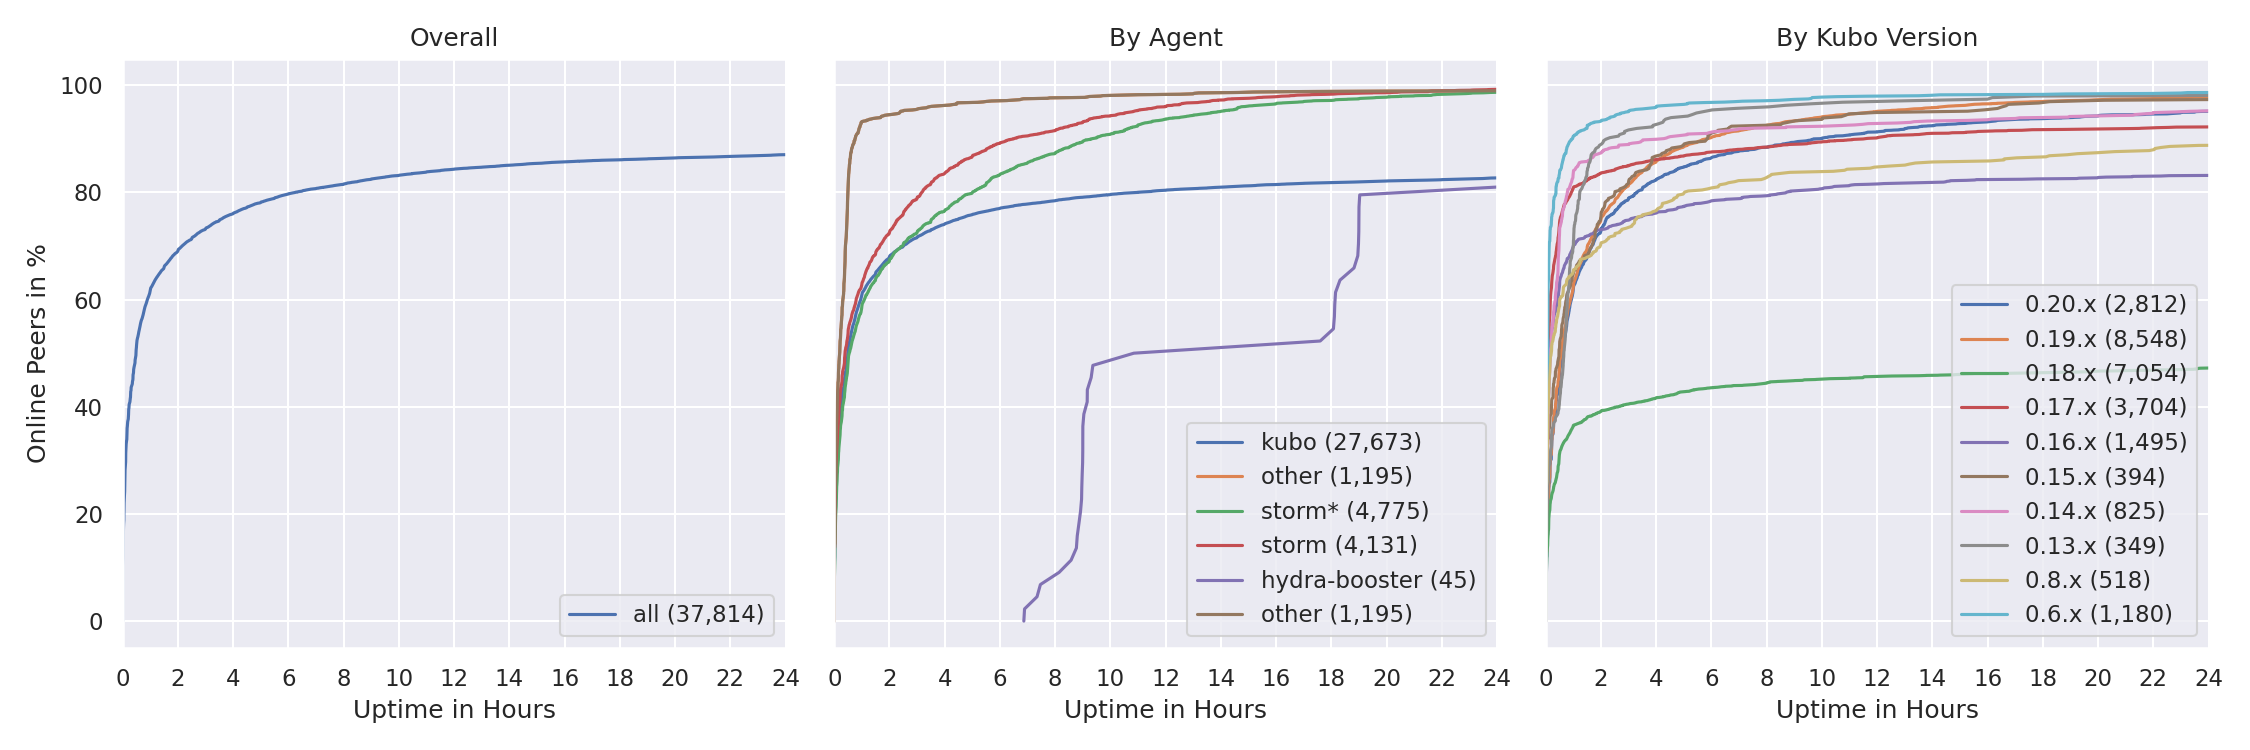 Overall
By Agent
By Kubo Version
Online Peers in %
100
80
60
40
20
0
all (37,814)
0 2 4 6 8 10 12 14 16 18 20 22 24
Uptime in Hours
kubo (27,673)
other (1,195)
storm* (4,775)
storm (4,131)
hydra-booster (45)
other (1,195)
0 2 4 6 8 10 12 14 16 18 20 22 24
Uptime in Hours
0.20.x (2,812)
0.19.x (8,548)
0.18.x (7,054)
0.17.x (3,704)
0.16.x (1,495)
0.15.x (394)
0.14.x (825)
0.13.x (349)
0.8.x (518)
0.6.x (1,180)
0 2 4 6 8 10 12 14 16 18 20 22 24
Uptime in Hours